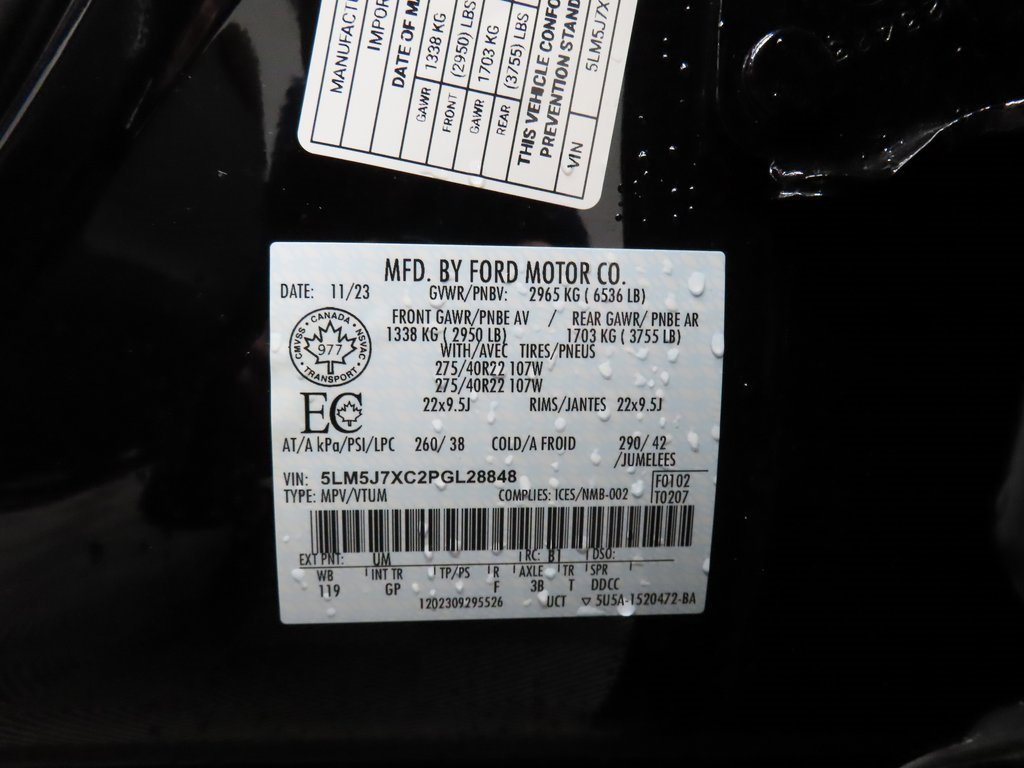 MANUFACT
IMPOR
DATE OF M
GAWR 1338 KG
FRONT (2950) LBS
GAWR 1703 KG
REAR (3755) LBS
THIS VEHICLE CONFO
PREVENTION STAND
VIN 5LM5J7X
MFD. BY FORD MOTOR CO.
DATE: 11/23 GVWR/PNBV: 2965 KG ( 6536 LB)
FRONT GAWR/PNBE AV / REAR GAWR/ PNBE AR
1338 KG ( 2950 LB) 1703 KG ( 3755 LB)
WITH/AVEC TIRES/PNEUS
275/40R22 107W
275/40R22 107W
22x9.5J RIMS/JANTES 22x9.5J
CANADA
CMVSS NSVAC
977
TRANSPORT
EC
AT/A kPa/PSI/LPC 260/ 38 COLD/A FROID 290/ 42
/JUMELEES
VIN: 5LM5J7XC2PGL28848 F0102
TYPE: MPV/VTUM COMPLIES: ICES/NMB-002 T0207
EXT PNT: UM RC: B DSO:
WB INT TR TP/PS R AXLE TR SPR
119 GP F 3B T DDCC
1202309295526 UCT ▽ 5U5A-1520472-BA